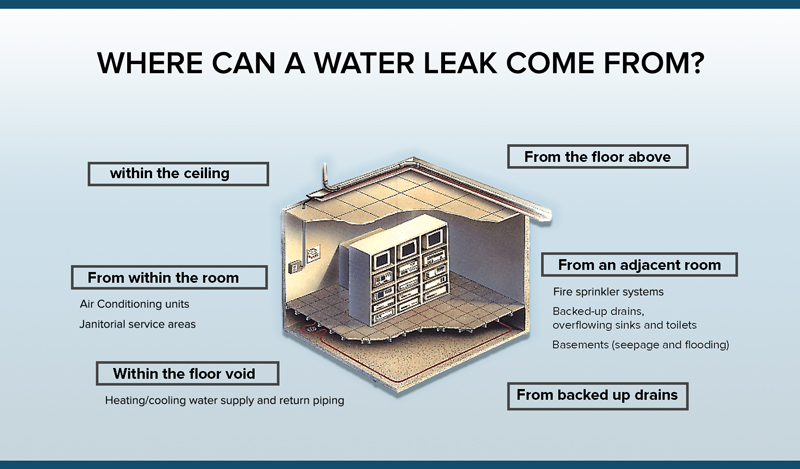 WHERE CAN A WATER LEAK COME FROM?
within the ceiling
From the floor above
From within the room
Air Conditioning units
Janitorial service areas
From an adjacent room
Fire sprinkler systems
Backed-up drains,
overflowing sinks and toilets
Basements (seepage and flooding)
Within the floor void
Heating/cooling water supply and return piping
From backed up drains